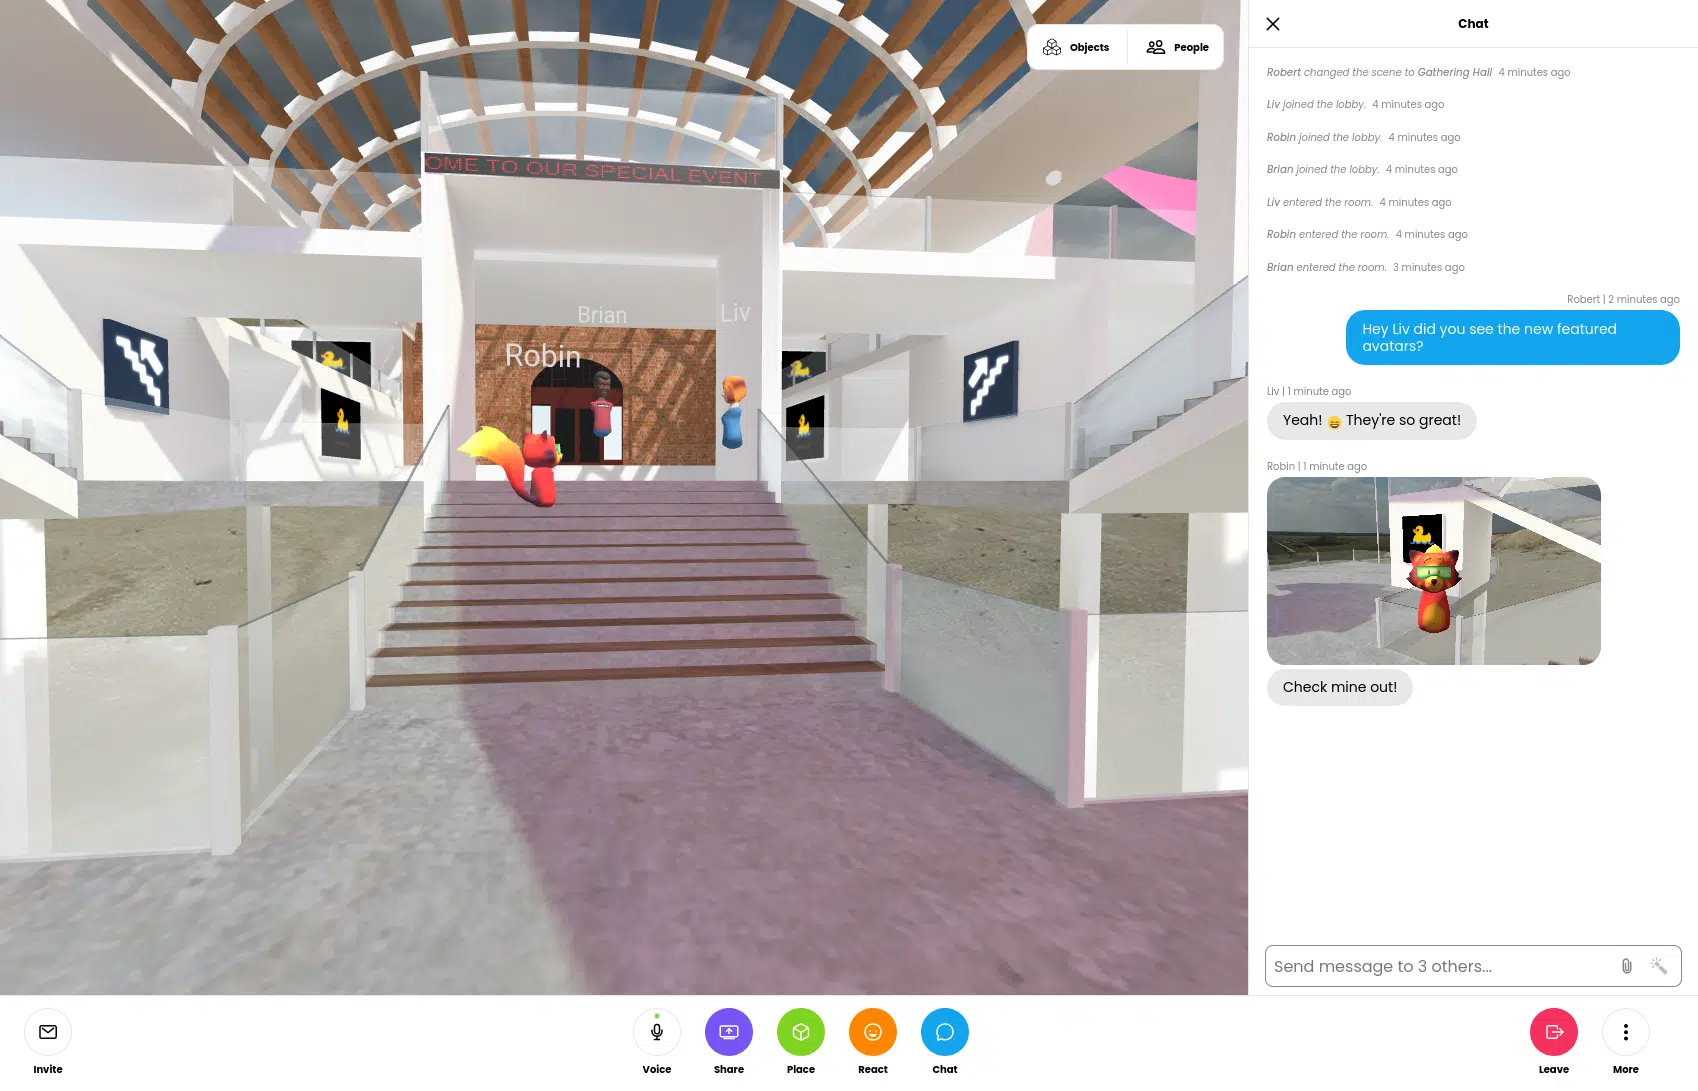 Objects
People
OME TO OUR SPECIAL EVENT
Brian
Liv
Robin
Chat
Robert changed the scene to Gathering Hall 4 minutes ago
Liv joined the lobby. 4 minutes ago
Robin joined the lobby. 4 minutes ago
Brian joined the lobby. 4 minutes ago
Liv entered the room. 4 minutes ago
Robin entered the room. 4 minutes ago
Brian entered the room. 3 minutes ago
Robert | 2 minutes ago
Hey Liv did you see the new featured
avatars?
Liv | 1 minute ago
Yeah! 😄 They're so great!
Robin | 1 minute ago
Check mine out!
Send message to 3 others...
Invite
Voice
Share
Place
React
Chat
Leave
More